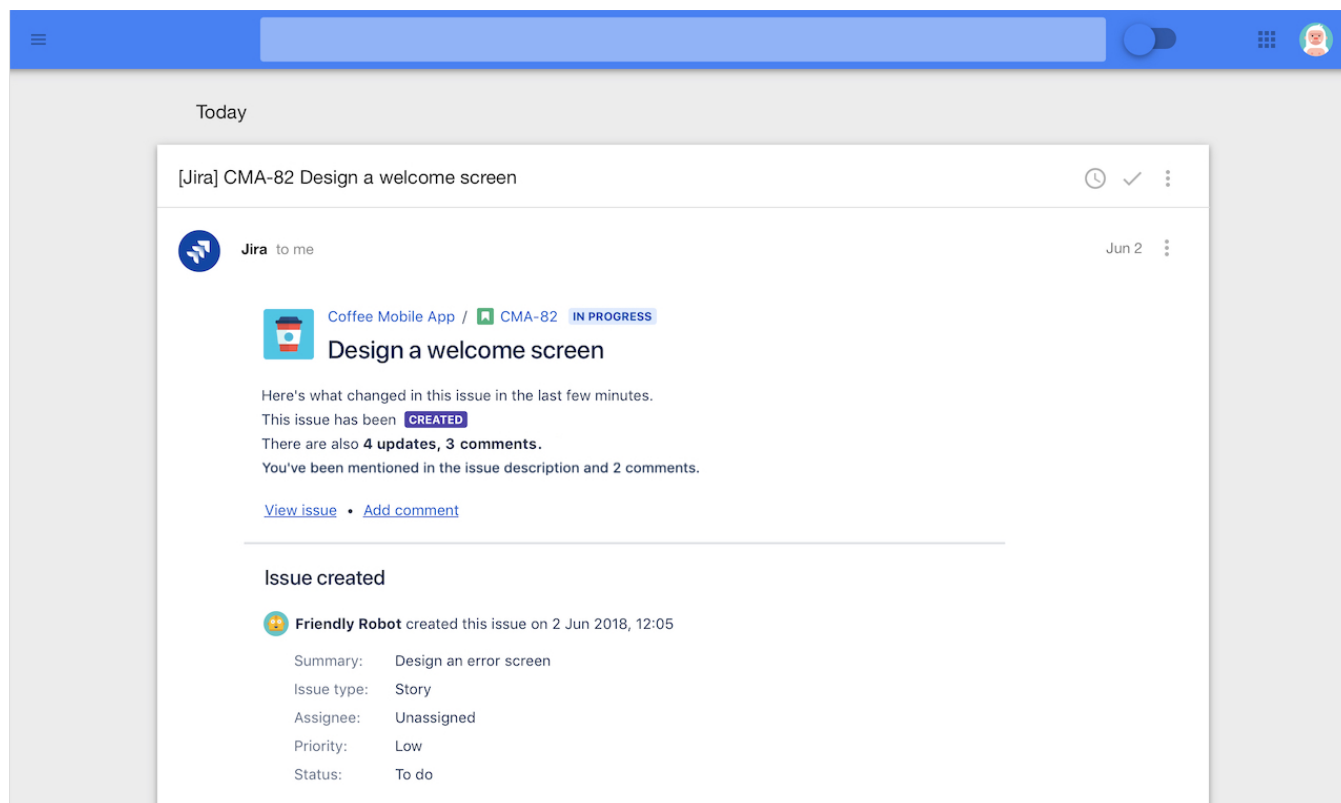 Today
[Jira] CMA-82 Design a welcome screen
Jira to me
Jun 2
Coffee Mobile App / CMA-82 IN PROGRESS
Design a welcome screen
Here's what changed in this issue in the last few minutes.
This issue has been CREATED
There are also 4 updates, 3 comments.
You've been mentioned in the issue description and 2 comments.
View issue • Add comment
Issue created
Friendly Robot created this issue on 2 Jun 2018, 12:05
Summary: Design an error screen
Issue type: Story
Assignee: Unassigned
Priority: Low
Status: To do